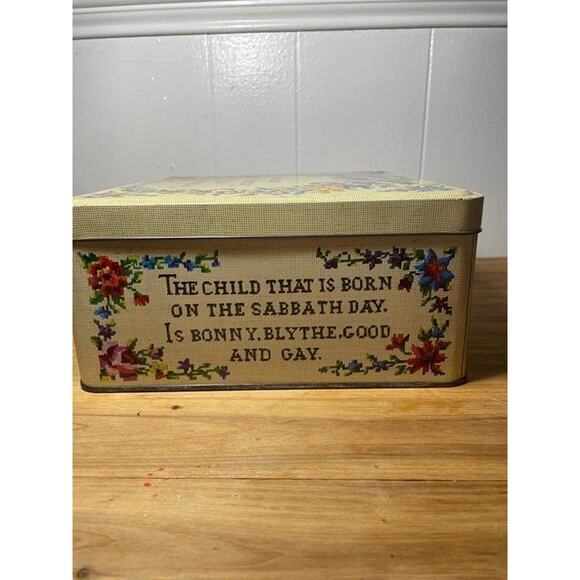 THE CHILD THAT IS BORN
ON THE SABBATH DAY.
IS BONNY, BLYTHE, GOOD
AND GAY.